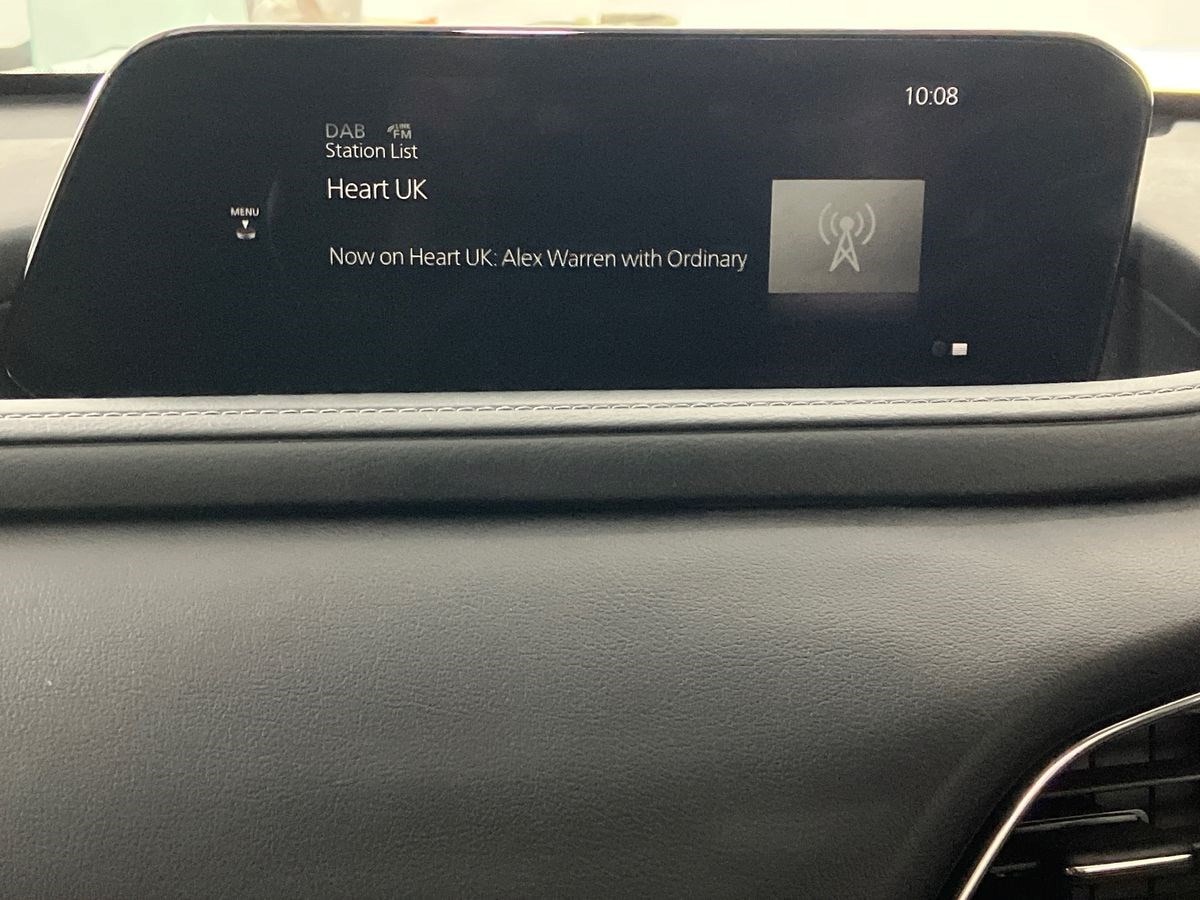 10:08
DAB LINK FM
Station List
Heart UK
MENU
Now on Heart UK: Alex Warren with Ordinary